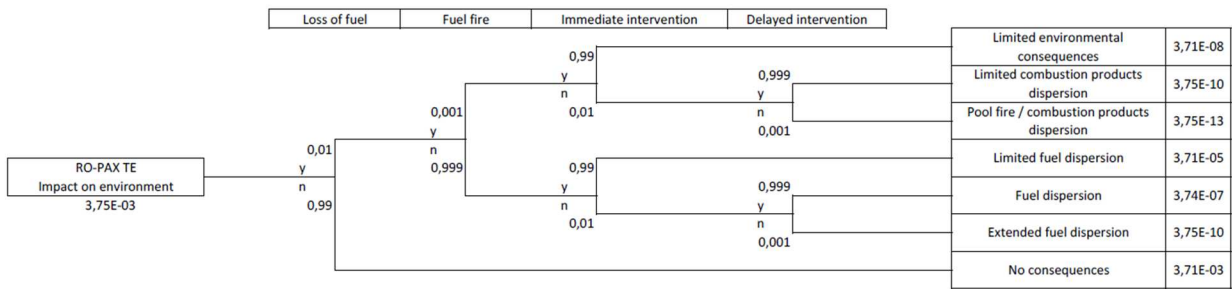 Loss of fuel Fuel fire Immediate intervention Delayed intervention
Limited environmental
consequences
3,71E-08
0,99
y
n
0,01
0,999
y
n
0,001
Limited combustion products
dispersion
3,75E-10
Pool fire / combustion products
dispersion
3,75E-13
0,001
y
n
0,999
0,01
y
n
0,99
RO-PAX TE
Impact on environment
3,75E-03
0,99
y
n
0,01
Limited fuel dispersion
3,71E-05
0,999
y
n
0,001
Fuel dispersion
3,74E-07
Extended fuel dispersion
3,75E-10
No consequences
3,71E-03